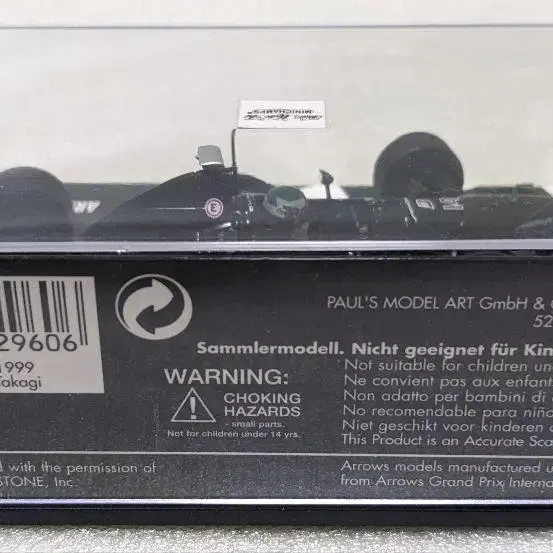 MINICHAMPS
E
29606
1999
Takagi
PAUL'S MODEL ART GmbH &
52
Sammlermodell. Nicht geeignet für Kin
WARNING:
CHOKING
HAZARDS
- small parts.
Not for children under 14 yrs.
Not suitable for children un
Ne convient pas aux enfant
Non adatto per bambini di
No recomendable para niño
Niet geschikt voor kinderen
This Product is an Accurate Sca
d with the permission of
STONE, Inc.
Arrows models manufactured u
from Arrows Grand Prix Interna